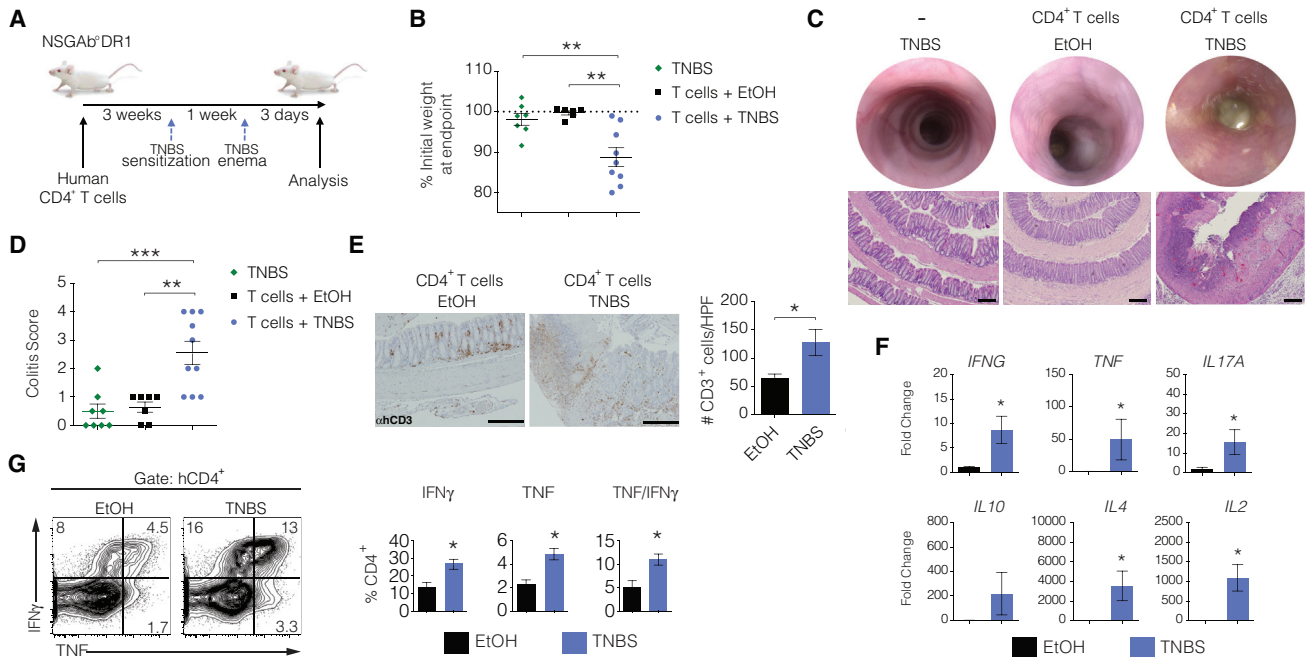 A
NSGAb°DR1
3 weeks
1 week
3 days
TNBS
sensitization
TNBS
enema
Human
CD4⁺ T cells
Analysis
B
**
**
TNBS
T cells + EtOH
T cells + TNBS
% Initial weight
at endpoint
110
100
90
80
C
–
TNBS
CD4⁺ T cells
EtOH
CD4⁺ T cells
TNBS
D
***
**
TNBS
T cells + EtOH
T cells + TNBS
Colitis Score
5
4
3
2
1
0
E
CD4⁺ T cells
EtOH
CD4⁺ T cells
TNBS
αhCD3
# CD3⁺ cells/HPF
200
150
100
50
0
*
EtOH
TNBS
F
IFNG
Fold Change
20
15
10
5
0
*
TNF
150
100
50
0
*
IL17A
50
40
30
20
10
0
*
IL10
Fold Change
800
600
400
200
0
IL4
10000
8000
6000
4000
2000
0
*
IL2
2500
2000
1500
1000
500
0
*
EtOH
TNBS
G
Gate: hCD4⁺
EtOH
TNBS
8
4.5
1.7
16
13
3.3
IFNγ
TNF
IFNγ
% CD4⁺
40
30
20
10
0
*
TNF
6
4
2
0
*
TNF/IFNγ
15
10
5
0
*
EtOH
TNBS